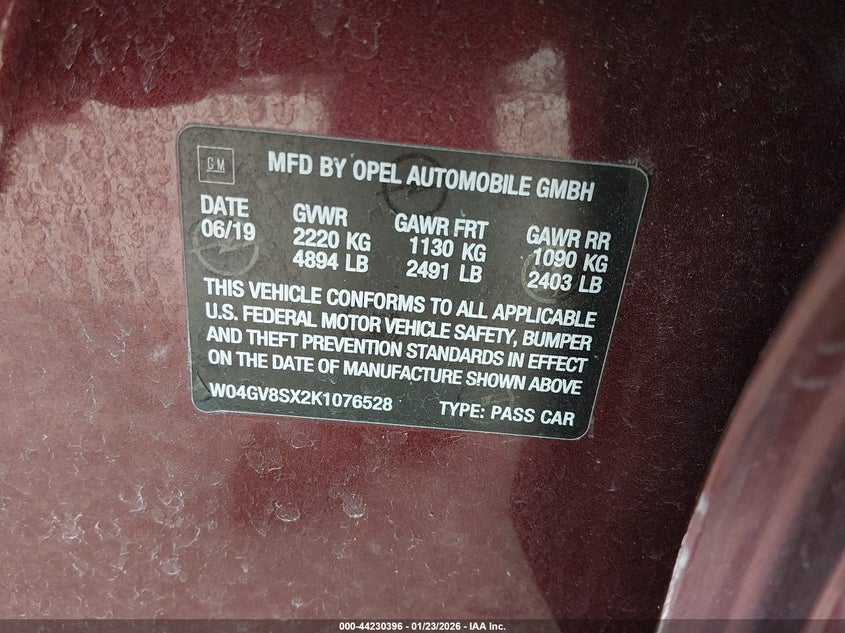 GM
MFD BY OPEL AUTOMOBILE GMBH
DATE GVWR GAWR FRT GAWR RR
06/19 2220 KG 1130 KG 1090 KG
4894 LB 2491 LB 2403 LB
THIS VEHICLE CONFORMS TO ALL APPLICABLE
U.S. FEDERAL MOTOR VEHICLE SAFETY, BUMPER
AND THEFT PREVENTION STANDARDS IN EFFECT
ON THE DATE OF MANUFACTURE SHOWN ABOVE
W04GV8SX2K1076528 TYPE: PASS CAR
000-44230396 - 01/23/2026 - IAA Inc.